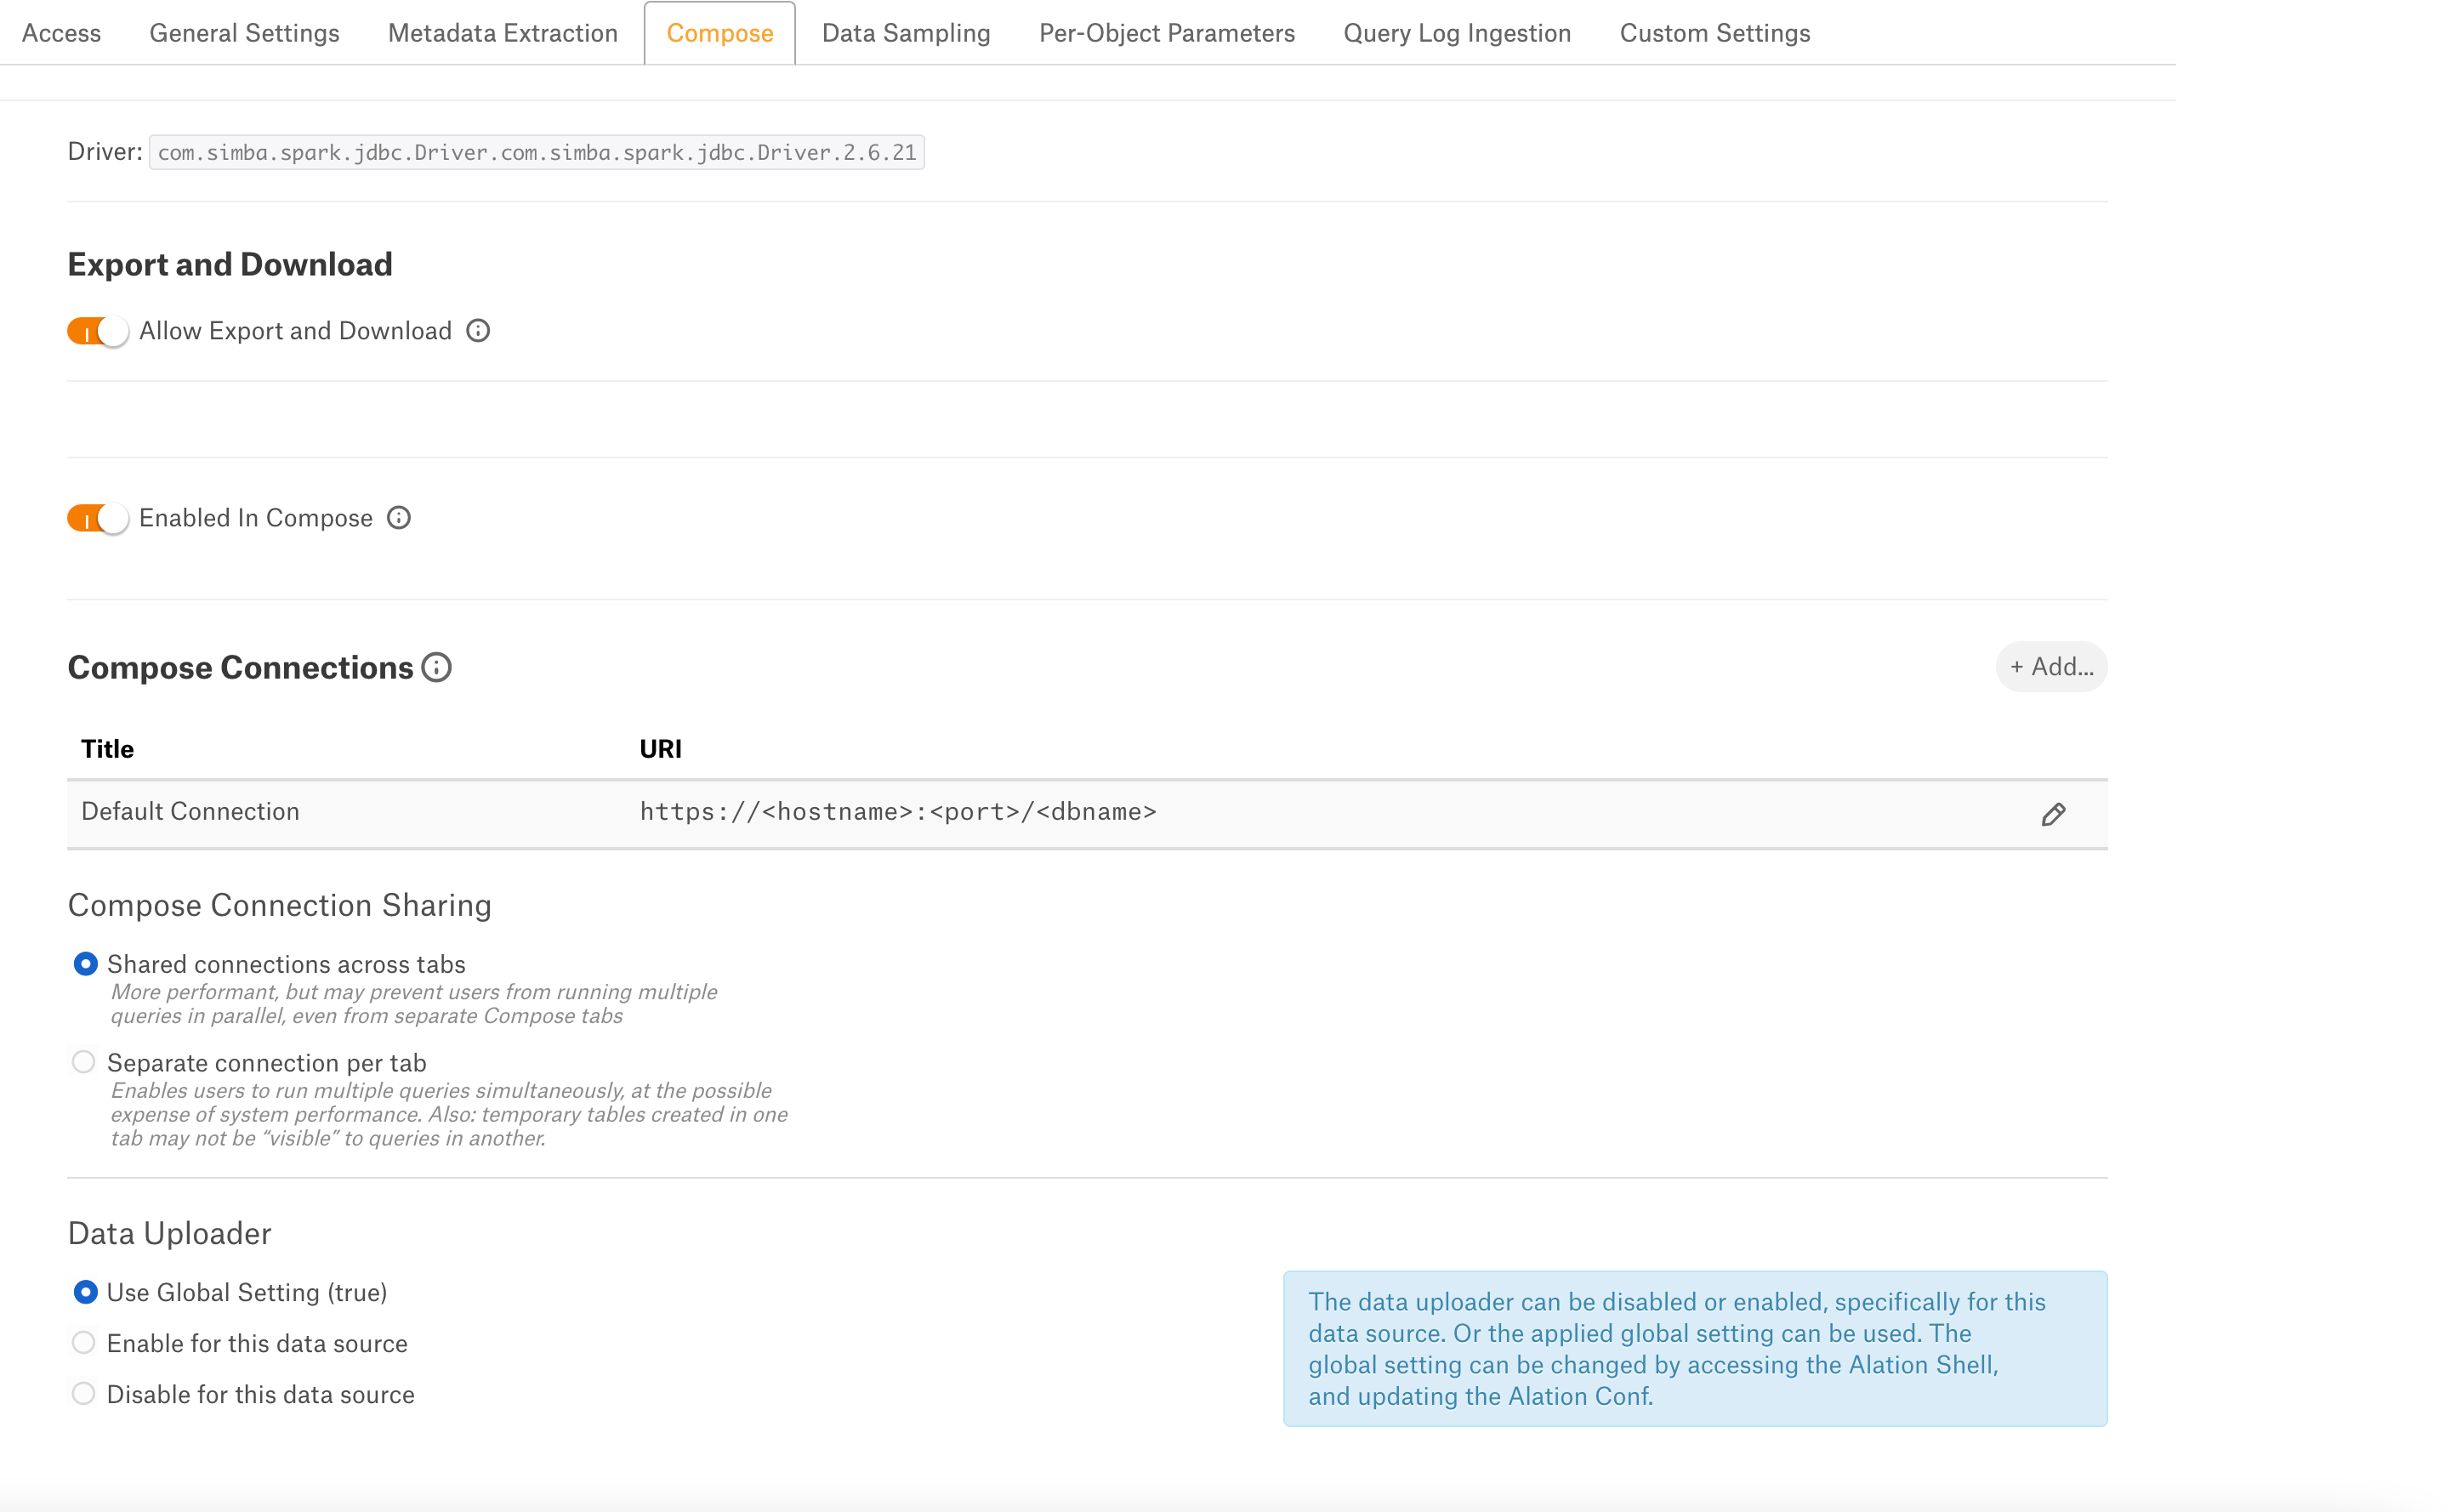 Access General Settings Metadata Extraction Compose Data Sampling Per-Object Parameters Query Log Ingestion Custom Settings
Driver: com.simba.spark.jdbc.Driver.com.simba.spark.jdbc.Driver.2.6.21
Export and Download
Allow Export and Download
Enabled In Compose
Compose Connections
+ Add...
Title URI
Default Connection https://<hostname>:<port>/<dbname>
Compose Connection Sharing
Shared connections across tabs
More performant, but may prevent users from running multiple
queries in parallel, even from separate Compose tabs
Separate connection per tab
Enables users to run multiple queries simultaneously, at the possible
expense of system performance. Also: temporary tables created in one
tab may not be “visible” to queries in another.
Data Uploader
Use Global Setting (true)
Enable for this data source
Disable for this data source
The data uploader can be disabled or enabled, specifically for this
data source. Or the applied global setting can be used. The
global setting can be changed by accessing the Alation Shell,
and updating the Alation Conf.